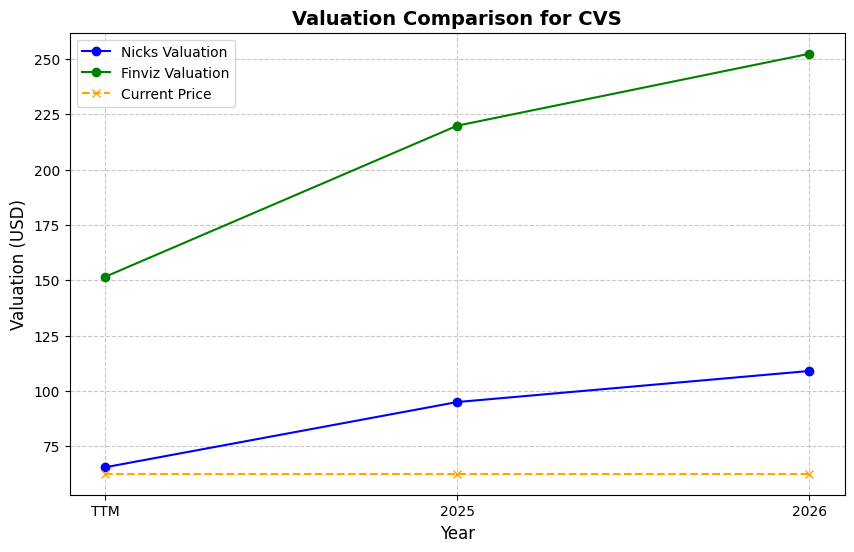 Valuation Comparison for CVS
Nicks Valuation
Finviz Valuation
Current Price
Valuation (USD)
250
225
200
175
150
125
100
75
TTM
2025
2026
Year